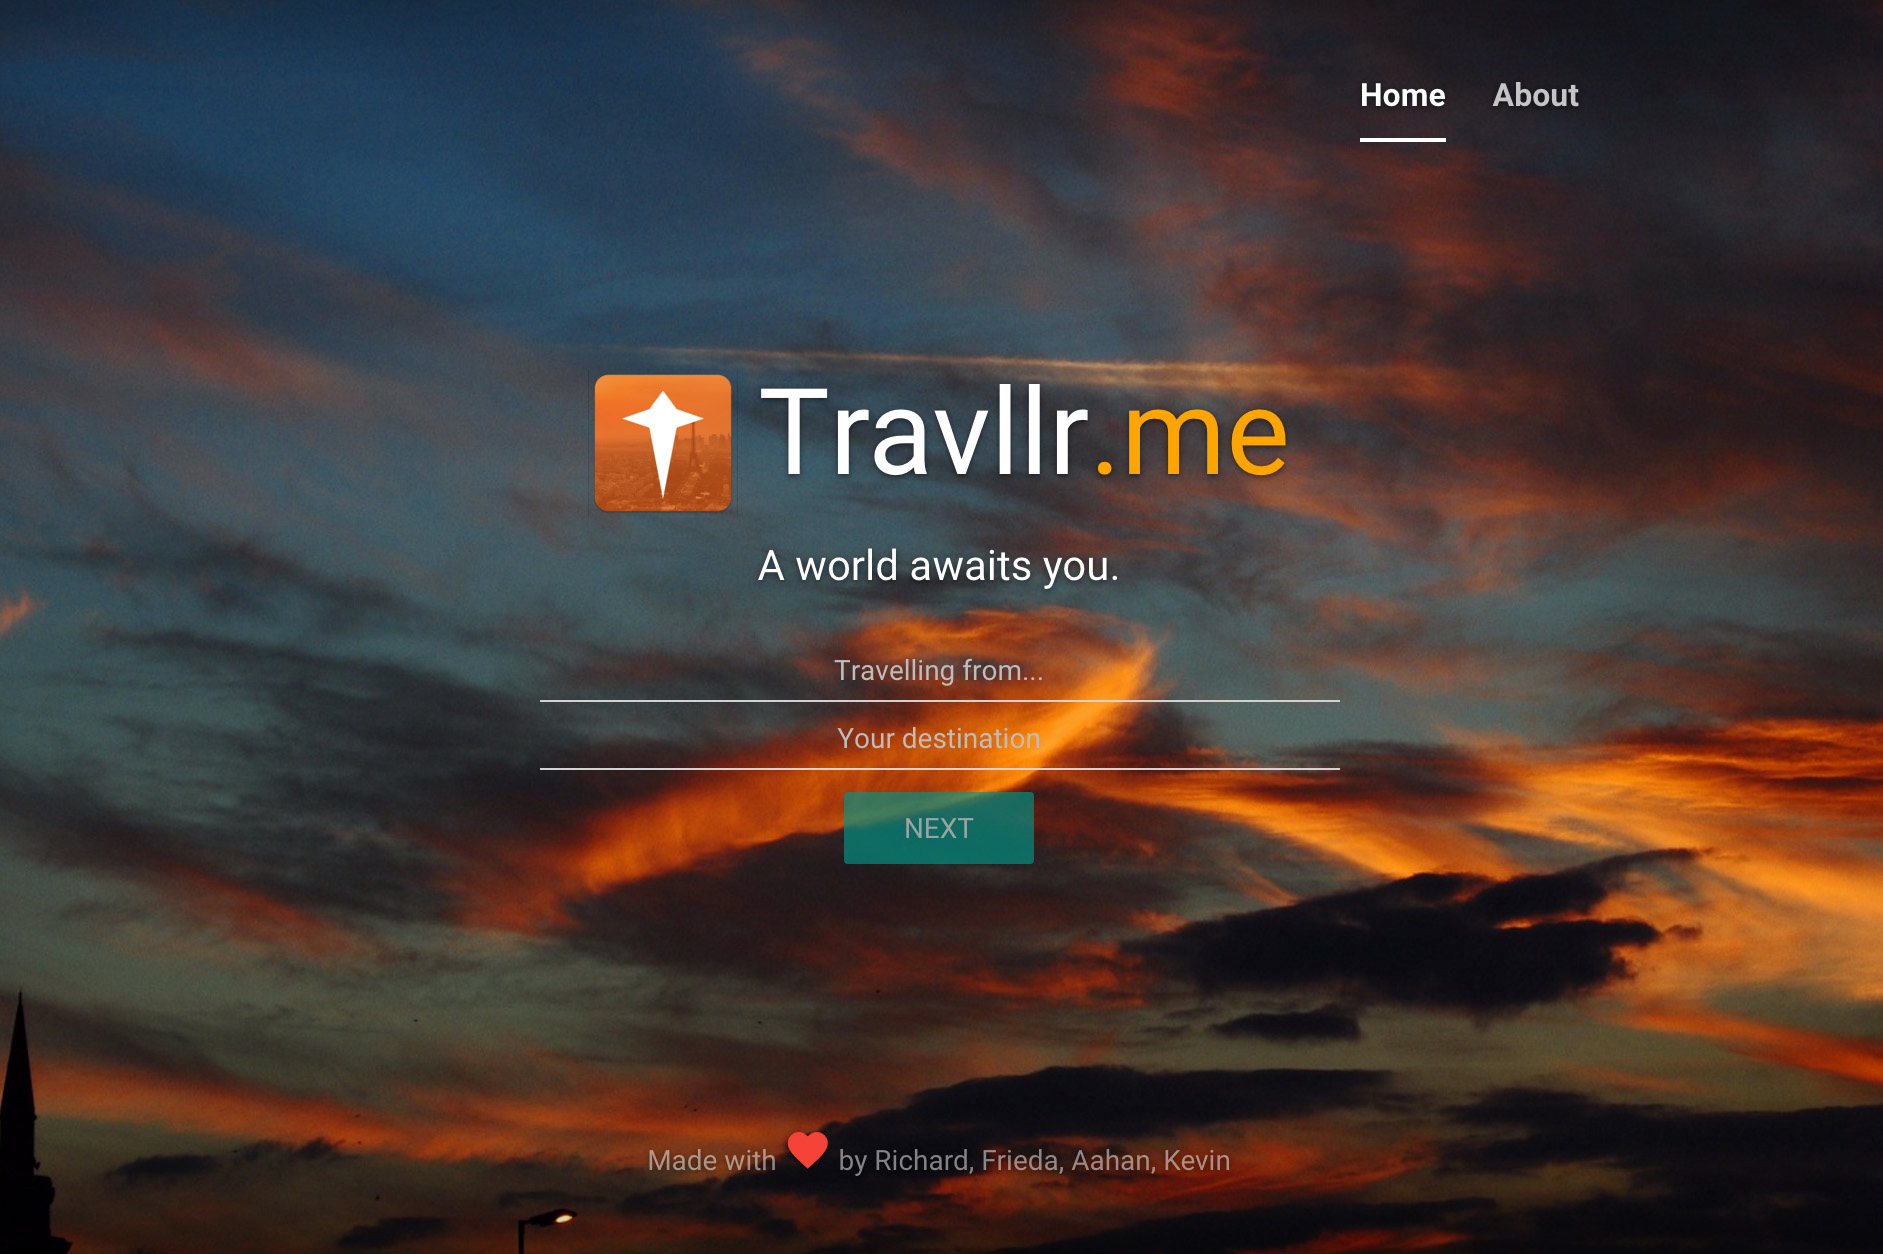 Home About
Travllr.me
A world awaits you.
Travelling from...
Your destination
NEXT
Made with by Richard, Frieda, Aahan, Kevin